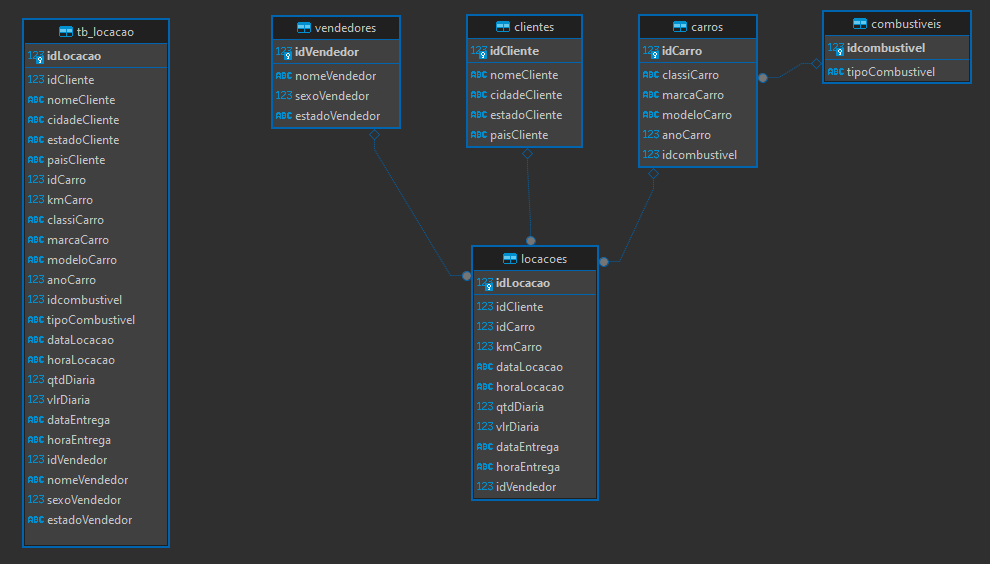 tb_locacao
123 idLocacao
123 idCliente
ABC nomeCliente
ABC cidadeCliente
ABC estadoCliente
ABC paisCliente
123 idCarro
123 kmCarro
ABC classiCarro
ABC marcaCarro
ABC modeloCarro
123 anoCarro
123 idcombustivel
ABC tipoCombustivel
ABC dataLocacao
ABC horaLocacao
123 qtdDiaria
123 vlrDiaria
ABC dataEntrega
ABC horaEntrega
123 idVendedor
ABC nomeVendedor
123 sexoVendedor
ABC estadoVendedor
vendedores
123 idVendedor
ABC nomeVendedor
123 sexoVendedor
ABC estadoVendedor
clientes
123 idCliente
ABC nomeCliente
ABC cidadeCliente
ABC estadoCliente
ABC paisCliente
carros
123 idCarro
ABC classiCarro
ABC marcaCarro
ABC modeloCarro
123 anoCarro
123 idcombustivel
combustiveis
123 idcombustivel
ABC tipoCombustivel
locacoes
123 idLocacao
123 idCliente
123 idCarro
123 kmCarro
ABC dataLocacao
ABC horaLocacao
123 qtdDiaria
123 vlrDiaria
ABC dataEntrega
ABC horaEntrega
123 idVendedor